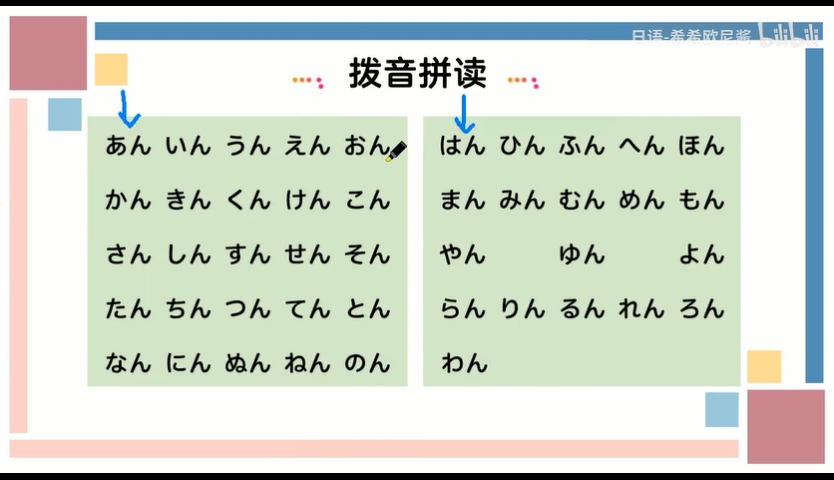 日语-希希欧尼酱 bilibili
拨音拼读
あん いん うん えん おん
かん きん くん けん こん
さん しん すん せん そん
たん ちん つん てん とん
なん にん ぬん ねん のん
はん ひん ふん へん ほん
まん みん むん めん もん
やん ゆん よん
らん りん るん れん ろん
わん